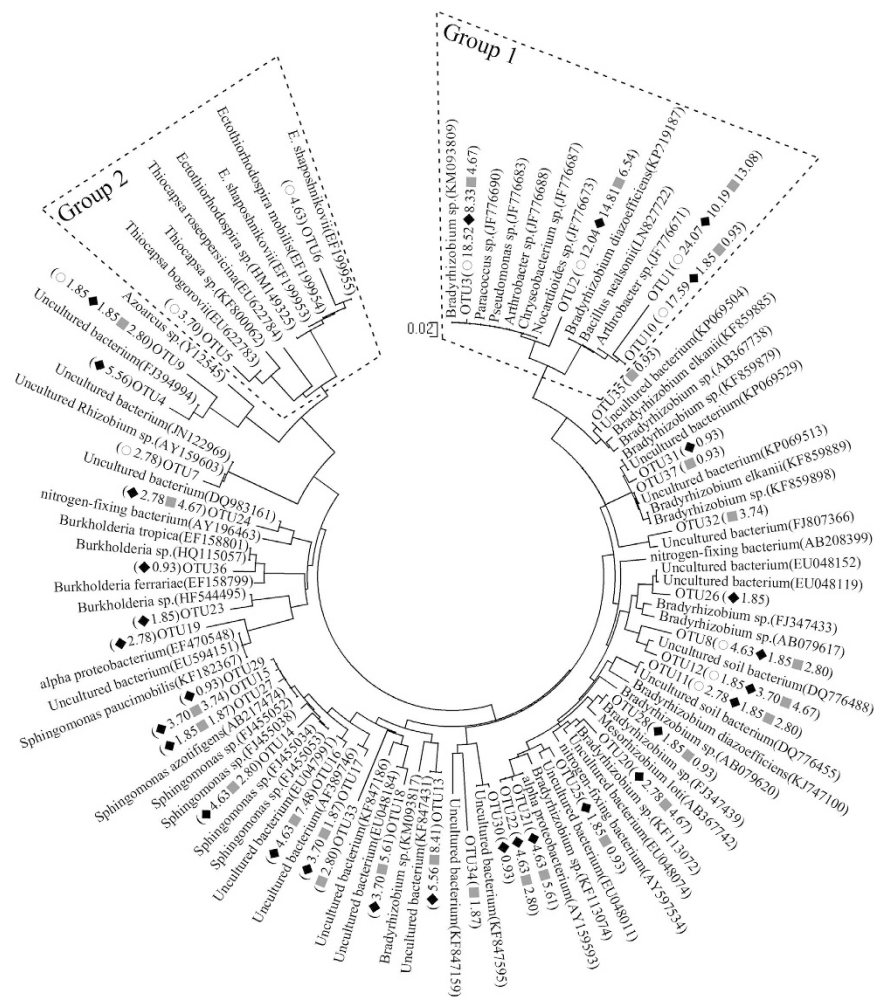 Group 1
Bradyrhizobium sp.(KM093809)
OTU3(○18.52◆8.33■4.67)
Paracoccus sp.(JF776690)
Pseudomonas sp.(JF776683)
Arthrobacter sp.(JF776688)
Chryseobacterium sp.(JF776687)
Nocardioides sp.(JF776673)
OTU2(○12.04◆14.81■6.54)
Bradyrhizobium diazoefficiens(KP219187)
Bacillus nealsonii(LN827722)
Arthrobacter sp.(JF776671)
OTU1(○24.07◆10.19■13.08)
OTU10(○17.59◆1.85■0.93)
OTU35(■0.93)
Uncultured bacterium(KP069504)
Bradyrhizobium elkanii(KF859885)
Bradyrhizobium sp.(AB367738)
Bradyrhizobium sp.(KF859879)
Uncultured bacterium(KP069529)
OTU31(◆0.93)
OTU37(■0.93)
Uncultured bacterium(KP069513)
Bradyrhizobium elkanii(KF859889)
Bradyrhizobium sp.(KF859898)
OTU32(■3.74)
Uncultured bacterium(FJ807366)
nitrogen-fixing bacterium(AB208399)
Uncultured bacterium(EU048152)
Uncultured bacterium(EU048119)
OTU26(◆1.85)
Bradyrhizobium sp.(FJ347433)
Bradyrhizobium sp.(AB079617)
OTU8(○4.63◆1.85■2.80)
Uncultured soil bacterium(DQ776488)
OTU12(○1.85◆3.70■4.67)
OTU11(○2.78◆1.85■2.80)
Uncultured soil bacterium(DQ776455)
Bradyrhizobium diazoefficiens(KJ747100)
Bradyrhizobium sp.(AB079620)
OTU28(◆1.85■0.93)
Bradyrhizobium sp.(FJ347439)
Mesorhizobium loti(AB367742)
OTU20(◆2.78■4.67)
Bradyrhizobium sp.(KF113072)
Uncultured bacterium(EU048074)
nitrogen-fixing bacterium(AY597534)
Uncultured bacterium(EU048011)
OTU25(◆1.85■0.93)
Bradyrhizobium sp.(KF113074)
alpha proteobacterium(AY159593)
OTU21(◆4.63■5.61)
OTU22(◆4.63■2.80)
OTU30(◆0.93)
Uncultured bacterium(KF847595)
OTU34(■1.87)
Uncultured bacterium(KF847159)
(◆5.56■8.41)OTU13
Uncultured bacterium(KF847431)
Bradyrhizobium sp.(KM093817)
(◆3.70■5.61)OTU18
Uncultured bacterium(EU048184)
Uncultured bacterium(KF847186)
(■2.80)OTU33
(◆3.70■1.87)OTU17
Uncultured bacterium(AF389746)
(◆4.63■7.48)OTU16
Uncultured bacterium(EU04799)
Sphingomonas sp.(FJ455053)
Sphingomonas sp.(FJ455034)
(◆4.63■2.80)OTU14
Sphingomonas sp.(FJ455038)
Sphingomonas sp.(FJ455052)
Sphingomonas azotifigens(AB217474)
(◆1.85■1.87)OTU27
(◆3.70■3.74)OTU15
(◆0.93)OTU29
Sphingomonas paucimobilis(KF182367)
Uncultured bacterium(EU594151)
alpha proteobacterium(EF470548)
(◆2.78)OTU19
(◆1.85)OTU23
Burkholderia sp.(HF544495)
Burkholderia ferrariae(EF158799)
(◆0.93)OTU36
Burkholderia sp.(HQ115057)
Burkholderia tropica(EF158801)
nitrogen-fixing bacterium(AY196463)
(◆2.78■4.67)OTU24
Uncultured bacterium(DQ983161)
(○2.78)OTU7
Uncultured Rhizobium sp.(AY159603)
Uncultured bacterium(JN122969)
(◆5.56)OTU4
Uncultured bacterium(FJ394994)
(○1.85◆1.85■2.80)OTU9
Azoarcus sp.(Y12545)
(○3.70)OTU5
Thiocapsa bogorovii(EU622783)
Thiocapsa sp.(KF800062)
Thiocapsa roseopersicina(EU622784)
Ectothiorhodospira sp.(HM149325)
E. shaposhnikovii(EF199953)
Ectothiorhodospira mobilis(EF199954)
(○4.63)OTU6
E. shaposhnikovii(EF199955)
Group 2
0.02